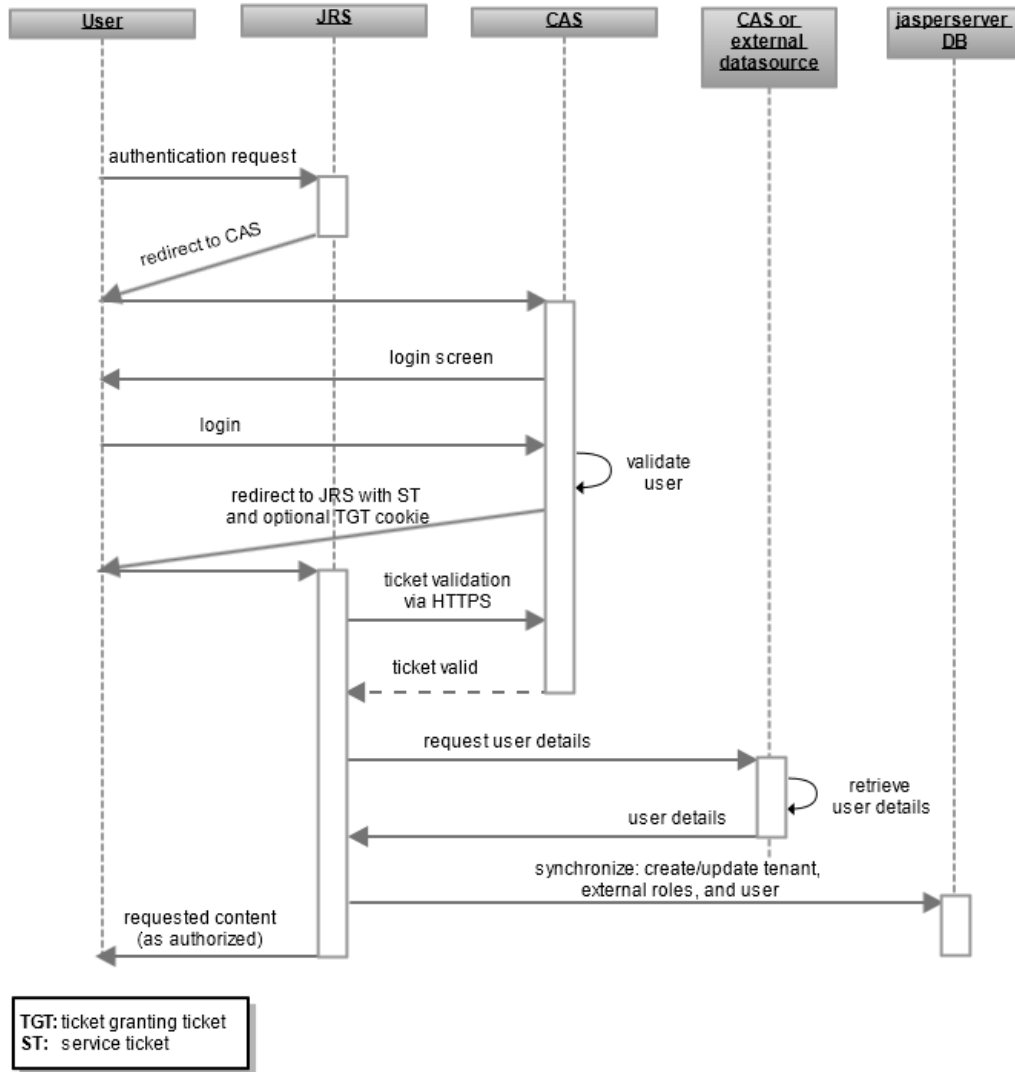 User
JRS
CAS
CAS or
external
datasource
jasperserver
DB
authentication request
redirect to CAS
login screen
login
validate
user
redirect to JRS with ST
and optional TGT cookie
ticket validation
via HTTPS
ticket valid
request user details
retrieve
user details
user details
synchronize: create/update tenant,
external roles, and user
requested content
(as authorized)
TGT: ticket granting ticket
ST: service ticket